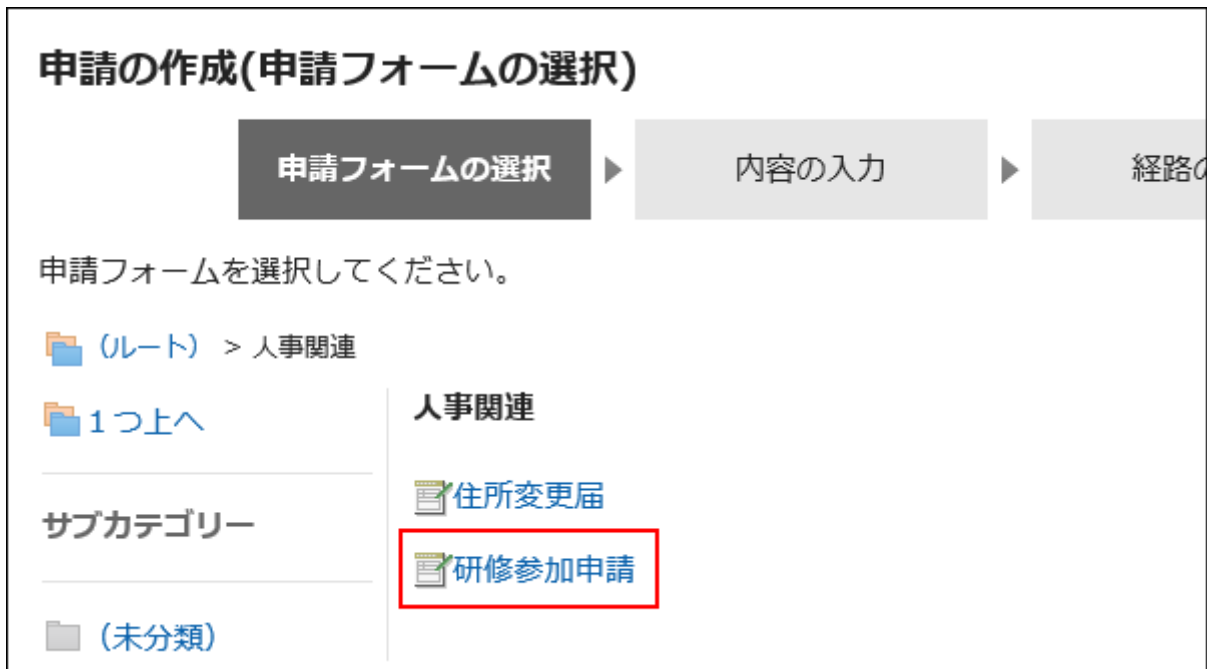 申請の作成(申請フォームの選択)
申請フォームの選択
内容の入力
経路の
申請フォームを選択してください。
(ルート) > 人事関連
1つ上へ
サブカテゴリー
(未分類)
人事関連
住所変更届
研修参加申請